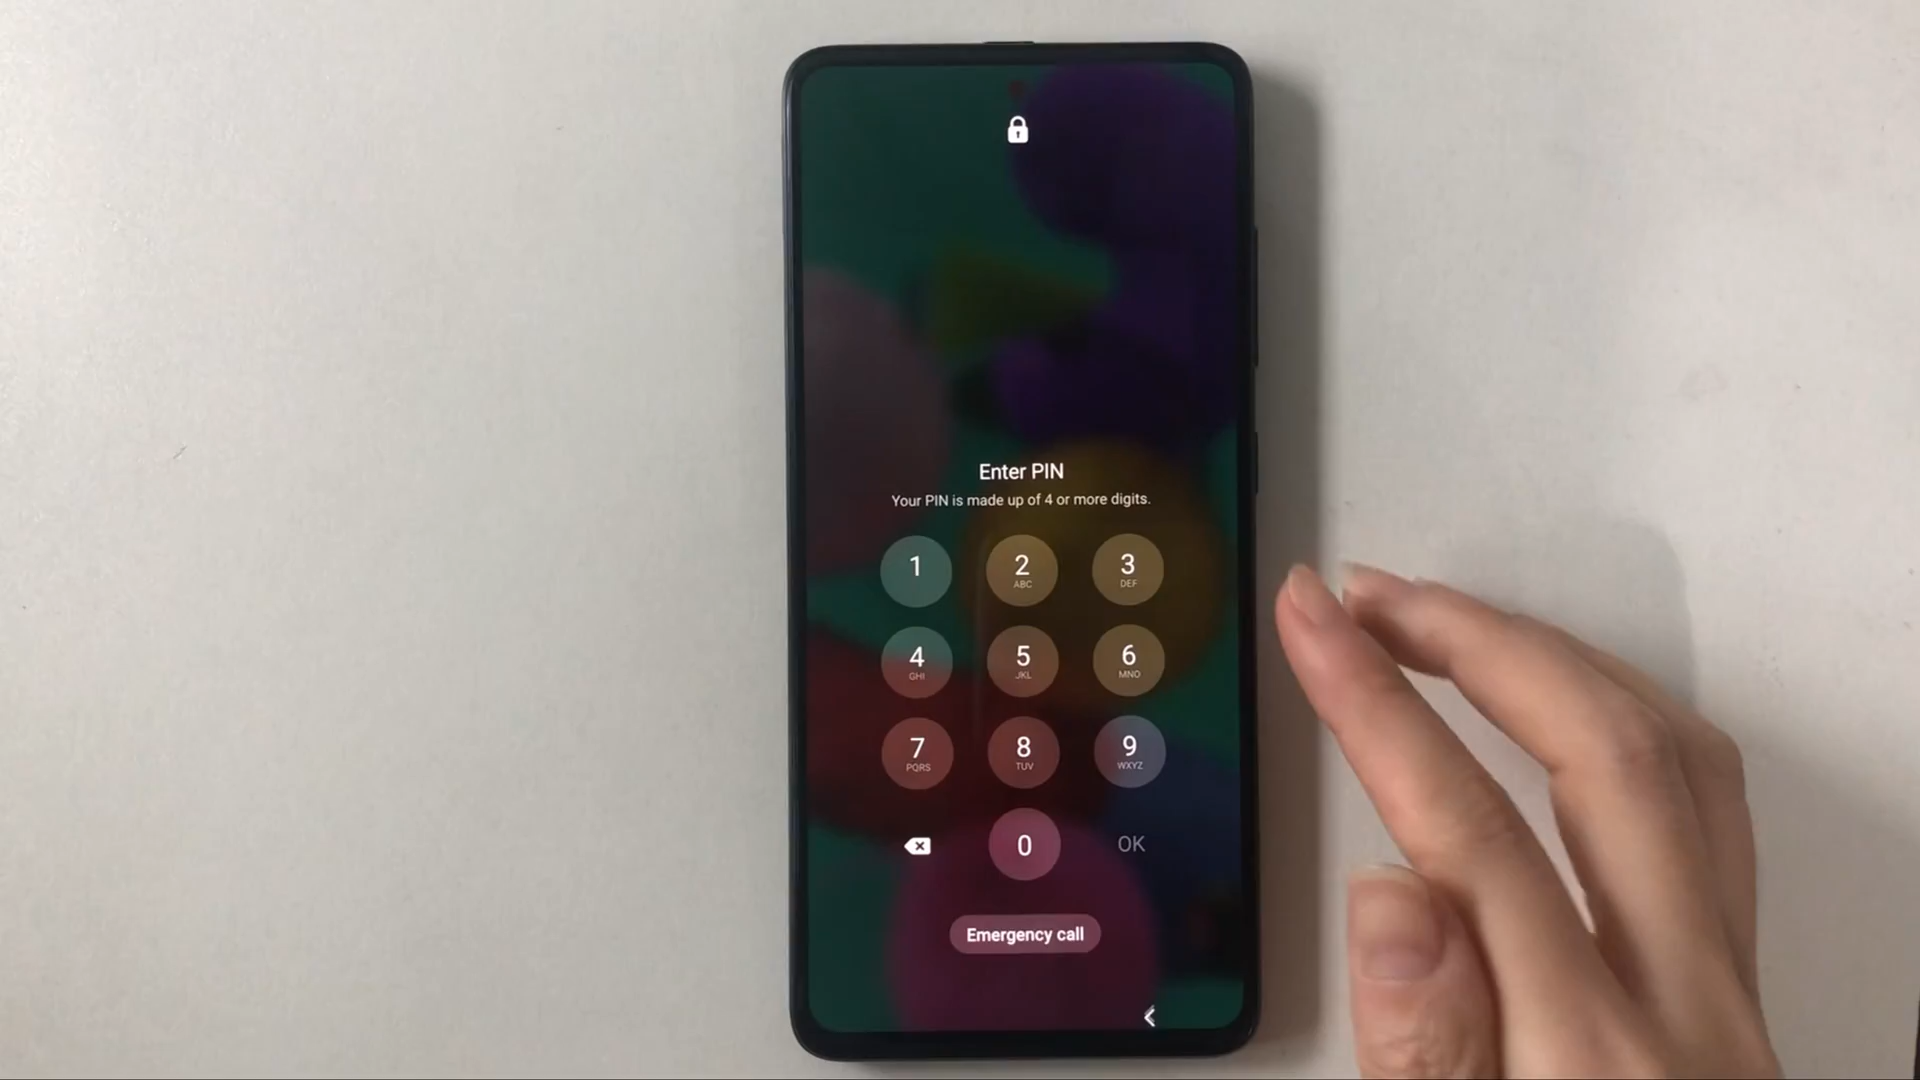 Enter PIN
Your PIN is made up of 4 or more digits.
1 2 3
ABC DEF
4 5 6
GHI JKL MNO
7 8 9
PQRS TUV WXYZ
0 OK
Emergency call